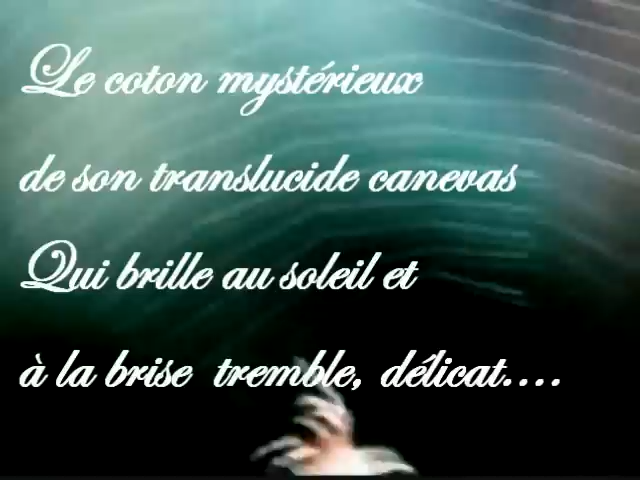 Le coton mystérieux
de son translucide canevas
Qui brille au soleil et
à la brise tremble, délicat....